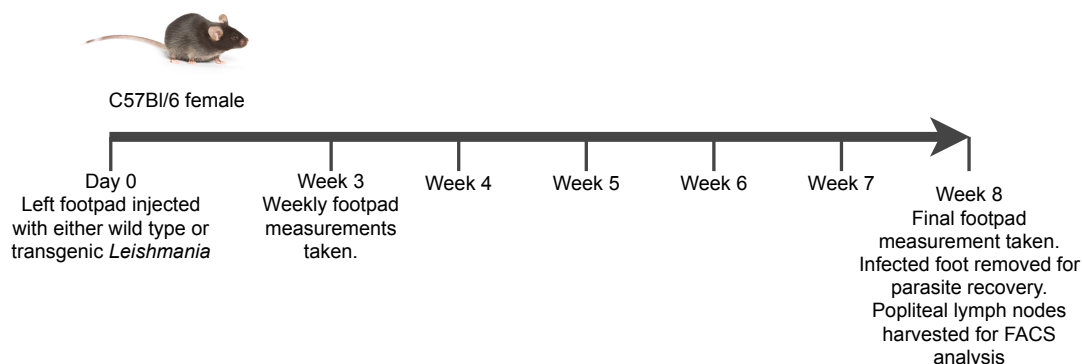 C57Bl/6 female
Day 0
Left footpad injected
with either wild type or
transgenic Leishmania
Week 3
Weekly footpad
measurements
taken.
Week 4
Week 5
Week 6
Week 7
Week 8
Final footpad
measurement taken.
Infected foot removed for
parasite recovery.
Popliteal lymph nodes
harvested for FACS
analysis